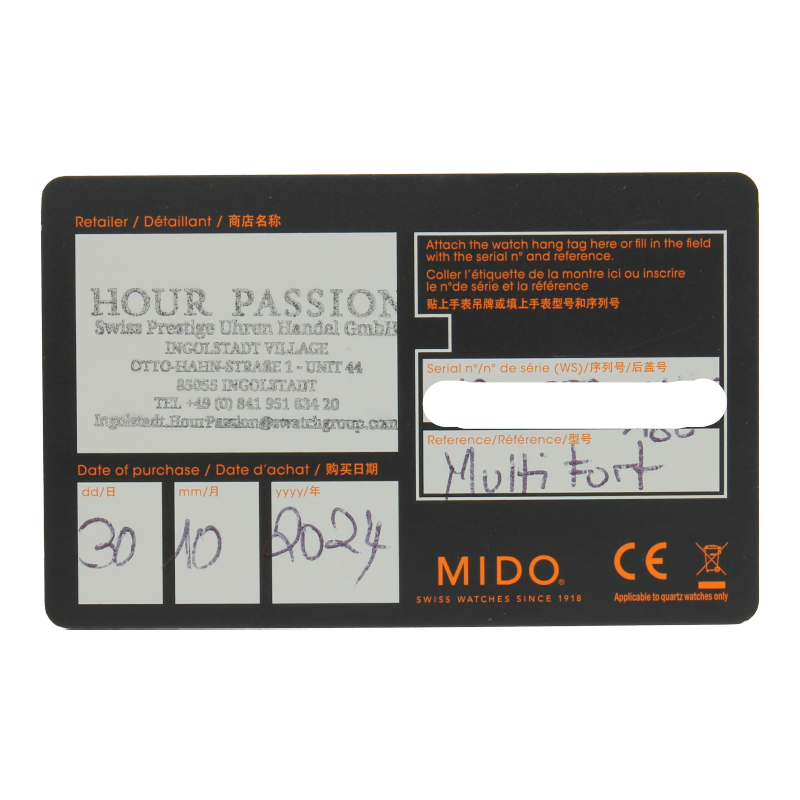 Retailer / Détaillant / 商店名称
HOUR PASSION
Swiss Prestige Uhren Handel GmbH
INGOLSTADT VILLAGE
OTTO-HAHN-STRAßE 1 - UNIT 44
85055 INGOLSTADT
TEL +49 (0) 841 951 634 20
Ingolstadt.HourPassion@swatchgroup.com
Date of purchase / Date d'achat / 购买日期
dd/日 mm/月 yyyy/年
30 10 2024
Attach the watch hang tag here or fill in the field
with the serial n° and reference.
Coller l'étiquette de la montre ici ou inscrire
le n°de série et la référence.
贴上手表吊牌或填上手表型号和序列号
Serial n°/n° de série (WS)/序列号/后盖号
Reference/Référence/型号
Multi Fort
MIDO®
SWISS WATCHES SINCE 1918
CE
Applicable to quartz watches only